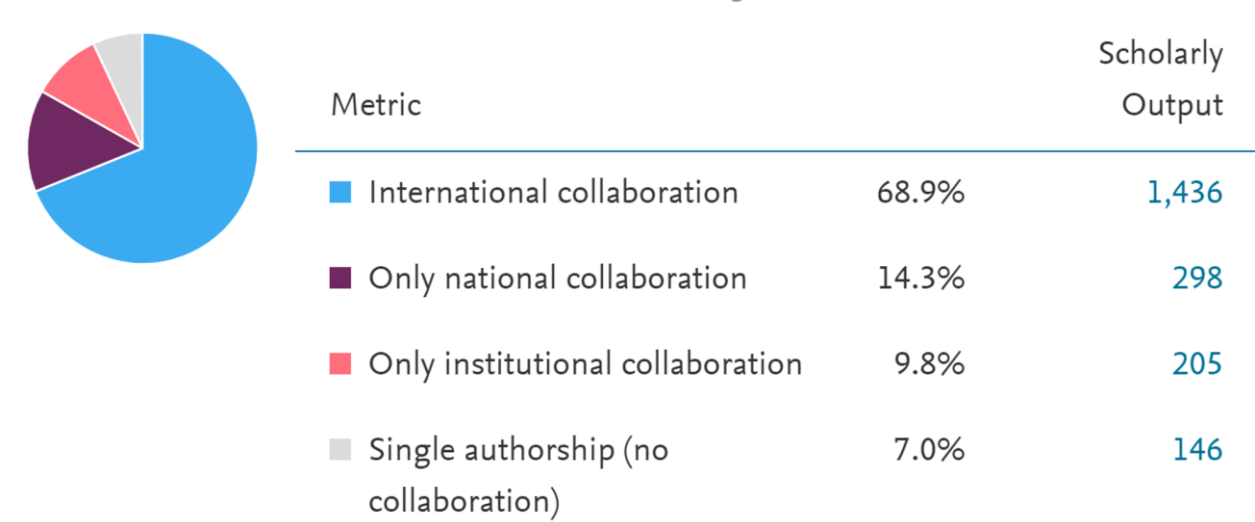 Scholarly
Metric Output
International collaboration 68.9% 1,436
Only national collaboration 14.3% 298
Only institutional collaboration 9.8% 205
Single authorship (no 7.0% 146
collaboration)